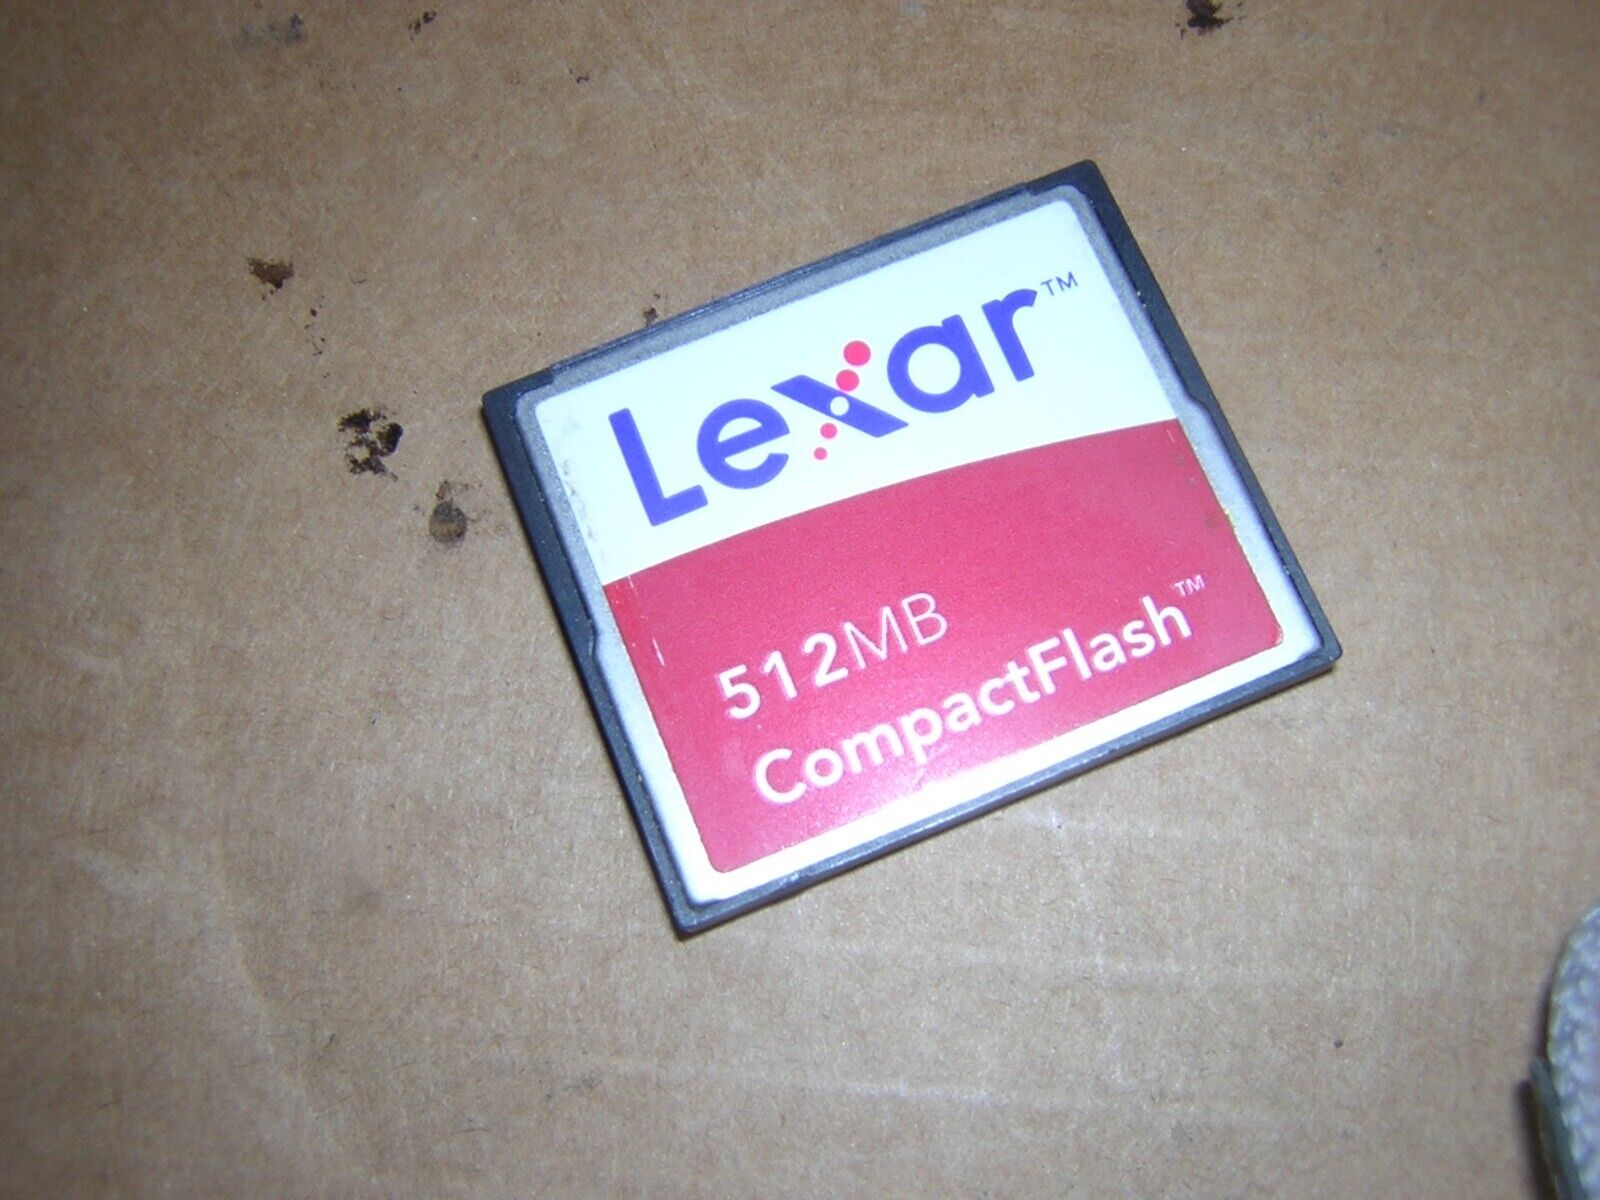 Lexar™
512MB
CompactFlash™